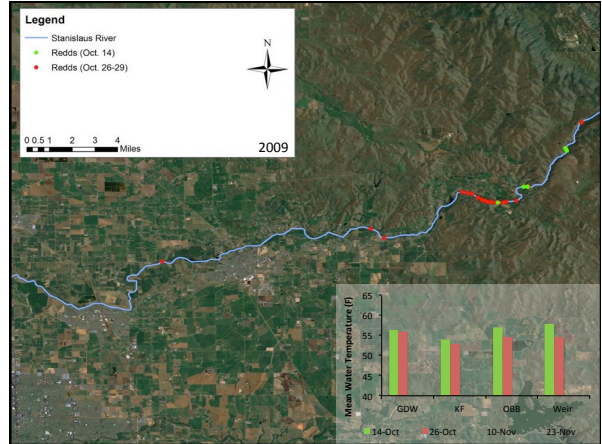 Legend
Stanislaus River
Redds (Oct. 14)
Redds (Oct. 26-29)
N
0 0.5 1 2 3 4
Miles
2009
Mean Water Temperature (F)
65
60
55
50
45
40
GDW KF OBB Weir
14-Oct 26-Oct 10-Nov 23-Nov